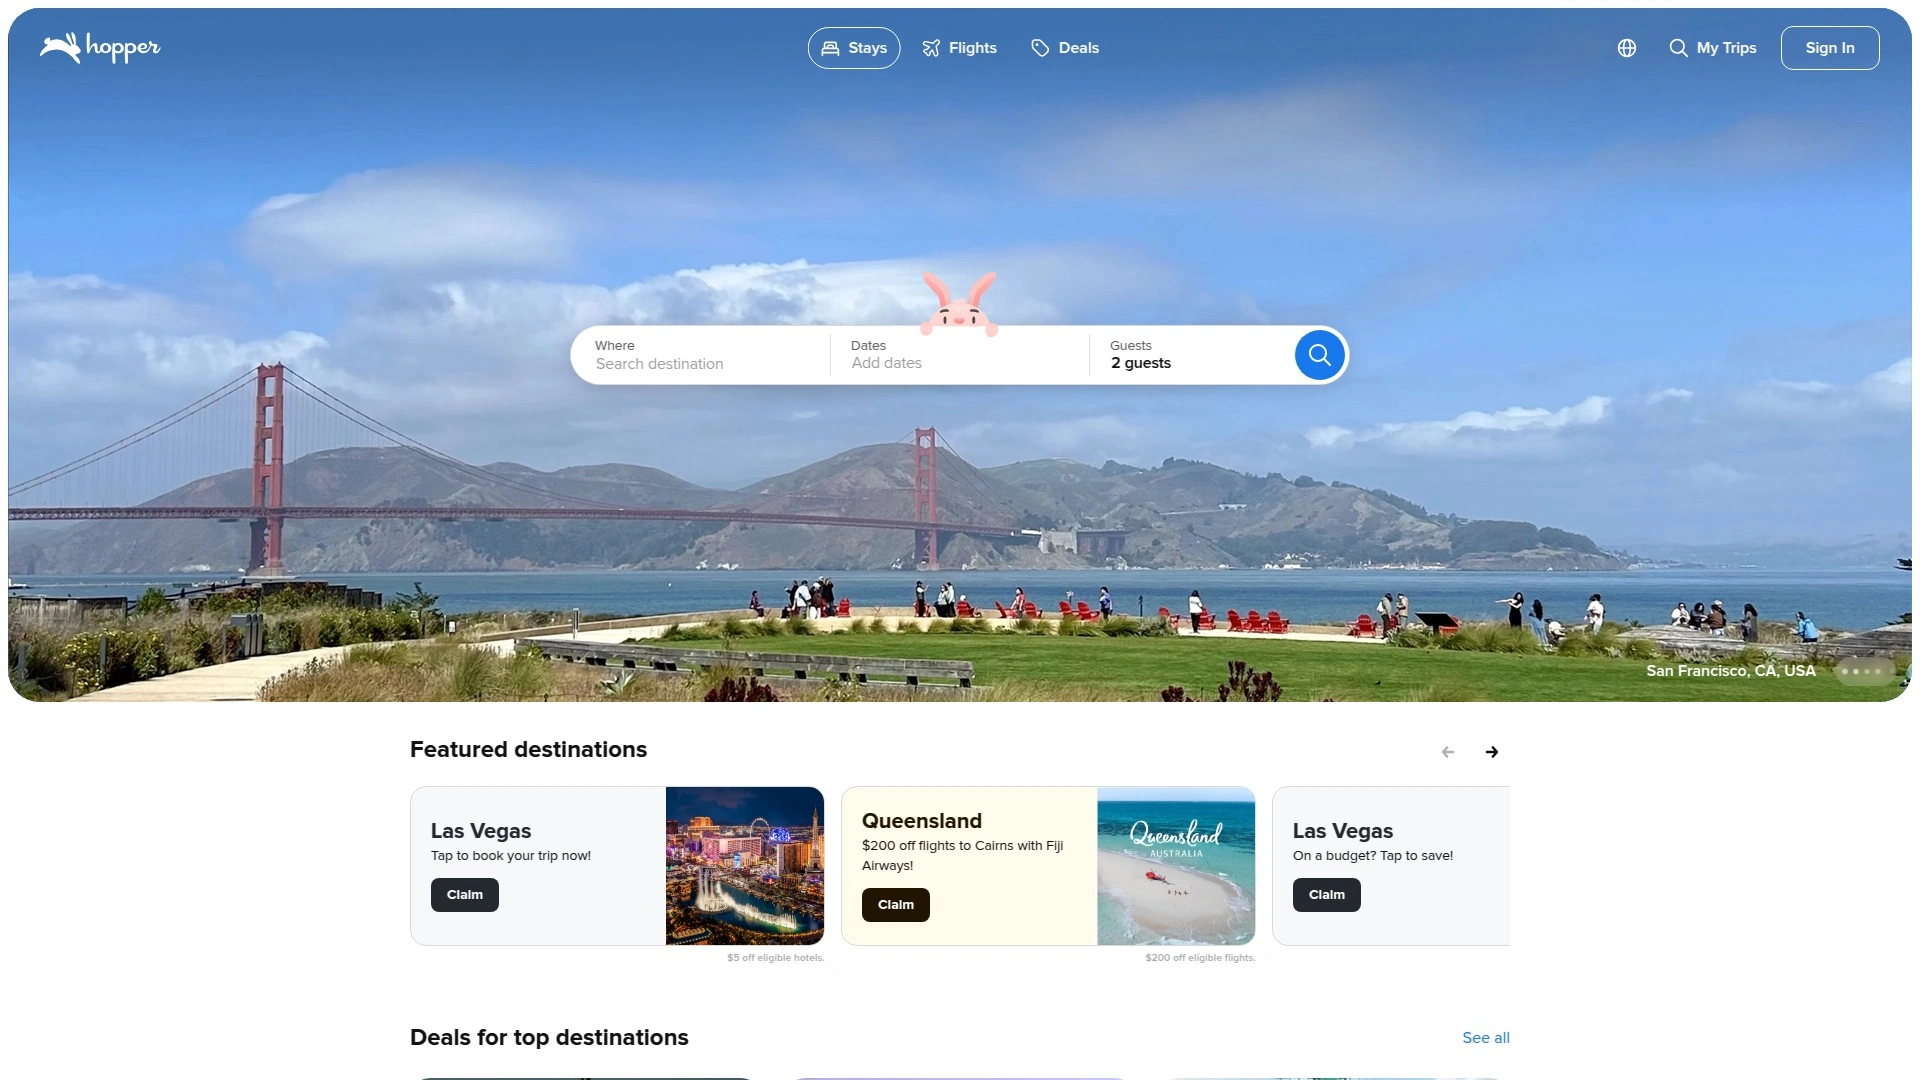 hopper
Stays
Flights
Deals
My Trips
Sign In
Where
Search destination
Dates
Add dates
Guests
2 guests
San Francisco, CA, USA
Featured destinations
Las Vegas
Tap to book your trip now!
Claim
$5 off eligible hotels.
Queensland
$200 off flights to Cairns with Fiji
Airways!
Claim
Queensland
AUSTRALIA
$200 off eligible flights.
Las Vegas
On a budget? Tap to save!
Claim
Deals for top destinations
See all